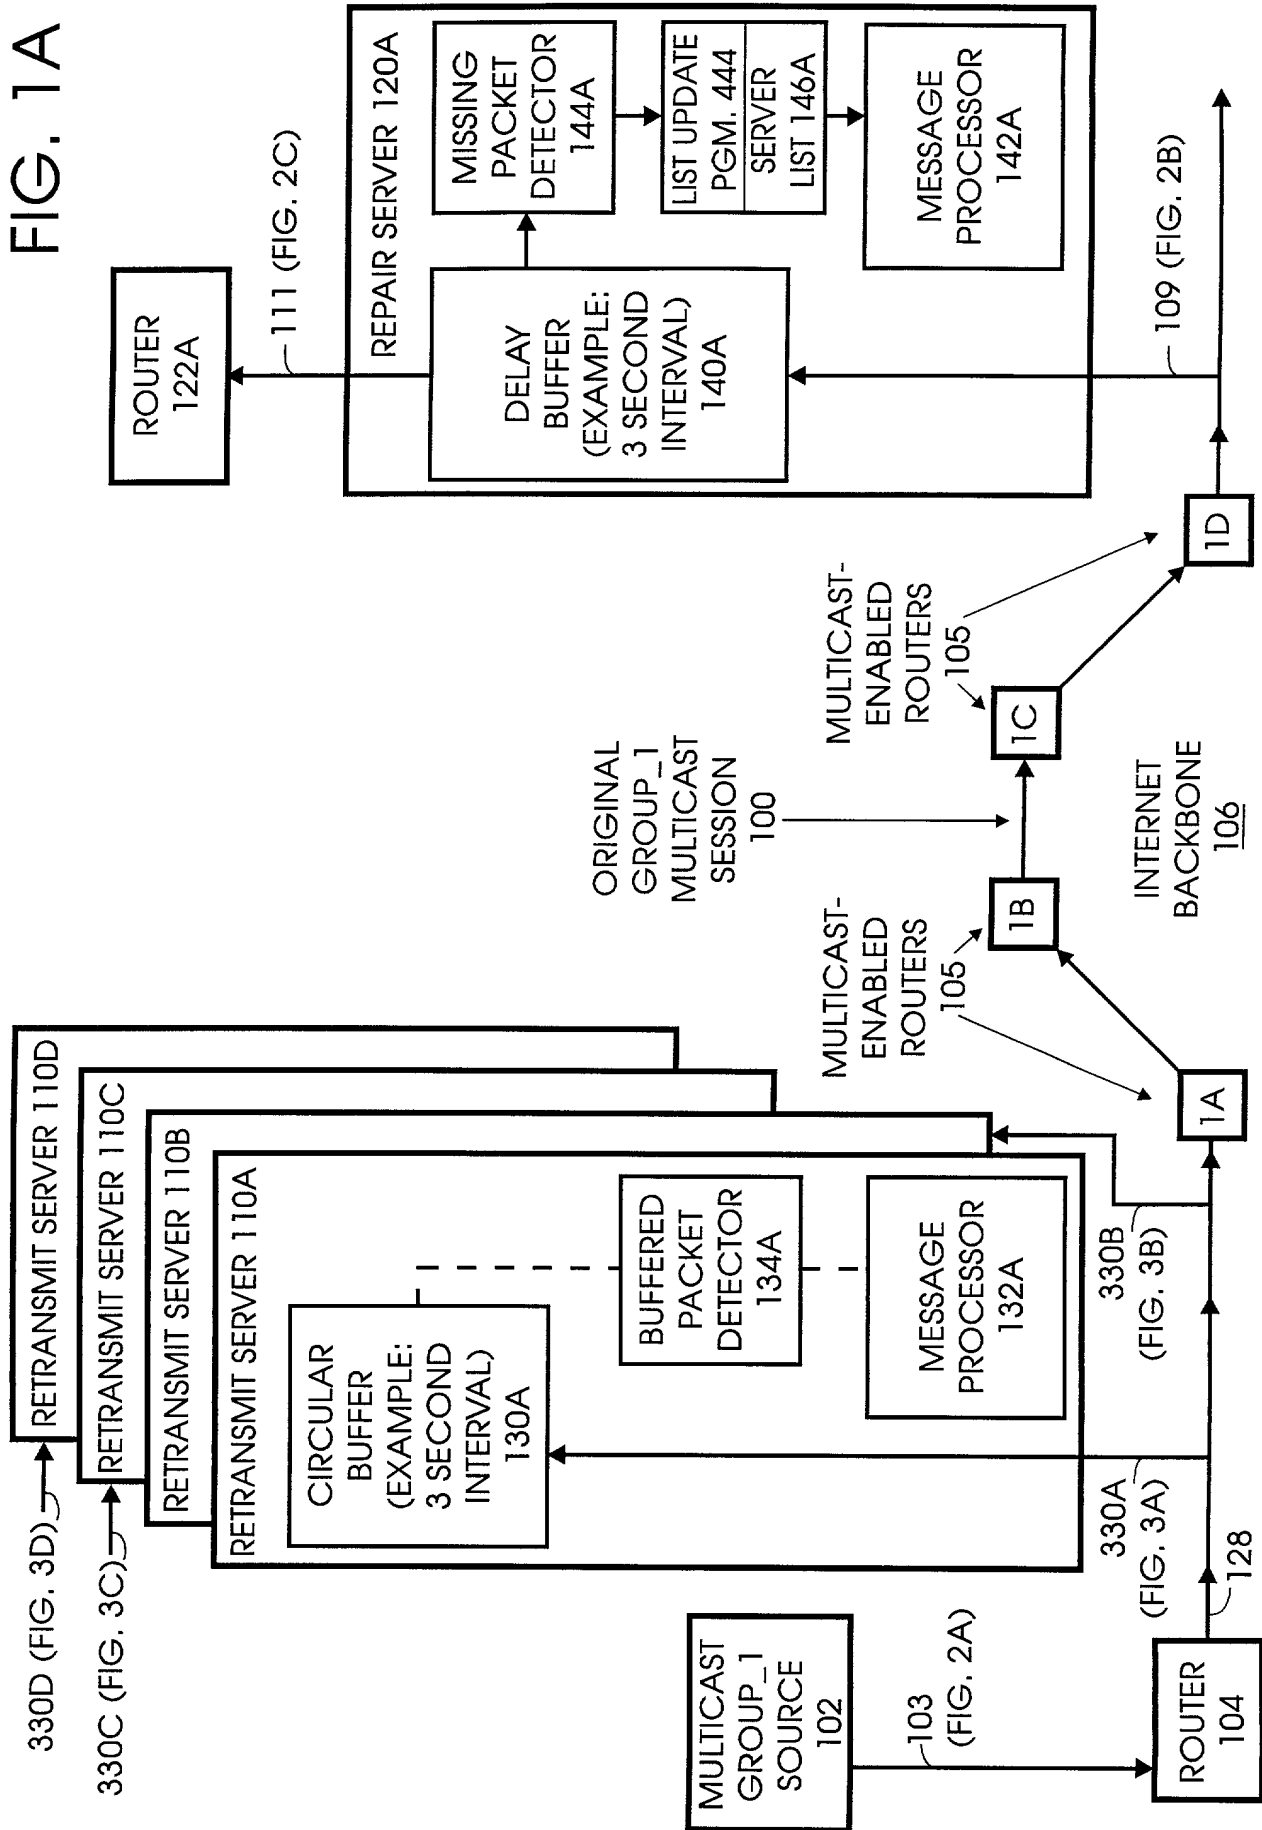 FIG. 1A
330D (FIG. 3D)
330C (FIG. 3C)
RETRANSMIT SERVER 110D
RETRANSMIT SERVER 110C
RETRANSMIT SERVER 110B
RETRANSMIT SERVER 110A
CIRCULAR
BUFFER
(EXAMPLE:
3 SECOND
INTERVAL)
130A
BUFFERED
PACKET
DETECTOR
134A
MESSAGE
PROCESSOR
132A
MULTICAST
GROUP_1
SOURCE
102
103
(FIG. 2A)
ROUTER
104
128
330A
(FIG. 3A)
330B
(FIG. 3B)
1A
MULTICAST-
ENABLED
ROUTERS
105
1B
ORIGINAL
GROUP_1
MULTICAST
SESSION
100
INTERNET
BACKBONE
106
1C
MULTICAST-
ENABLED
ROUTERS
105
1D
ROUTER
122A
111 (FIG. 2C)
REPAIR SERVER 120A
DELAY
BUFFER
(EXAMPLE:
3 SECOND
INTERVAL)
140A
MISSING
PACKET
DETECTOR
144A
LIST UPDATE
PGM. 444
SERVER
LIST 146A
MESSAGE
PROCESSOR
142A
109 (FIG. 2B)